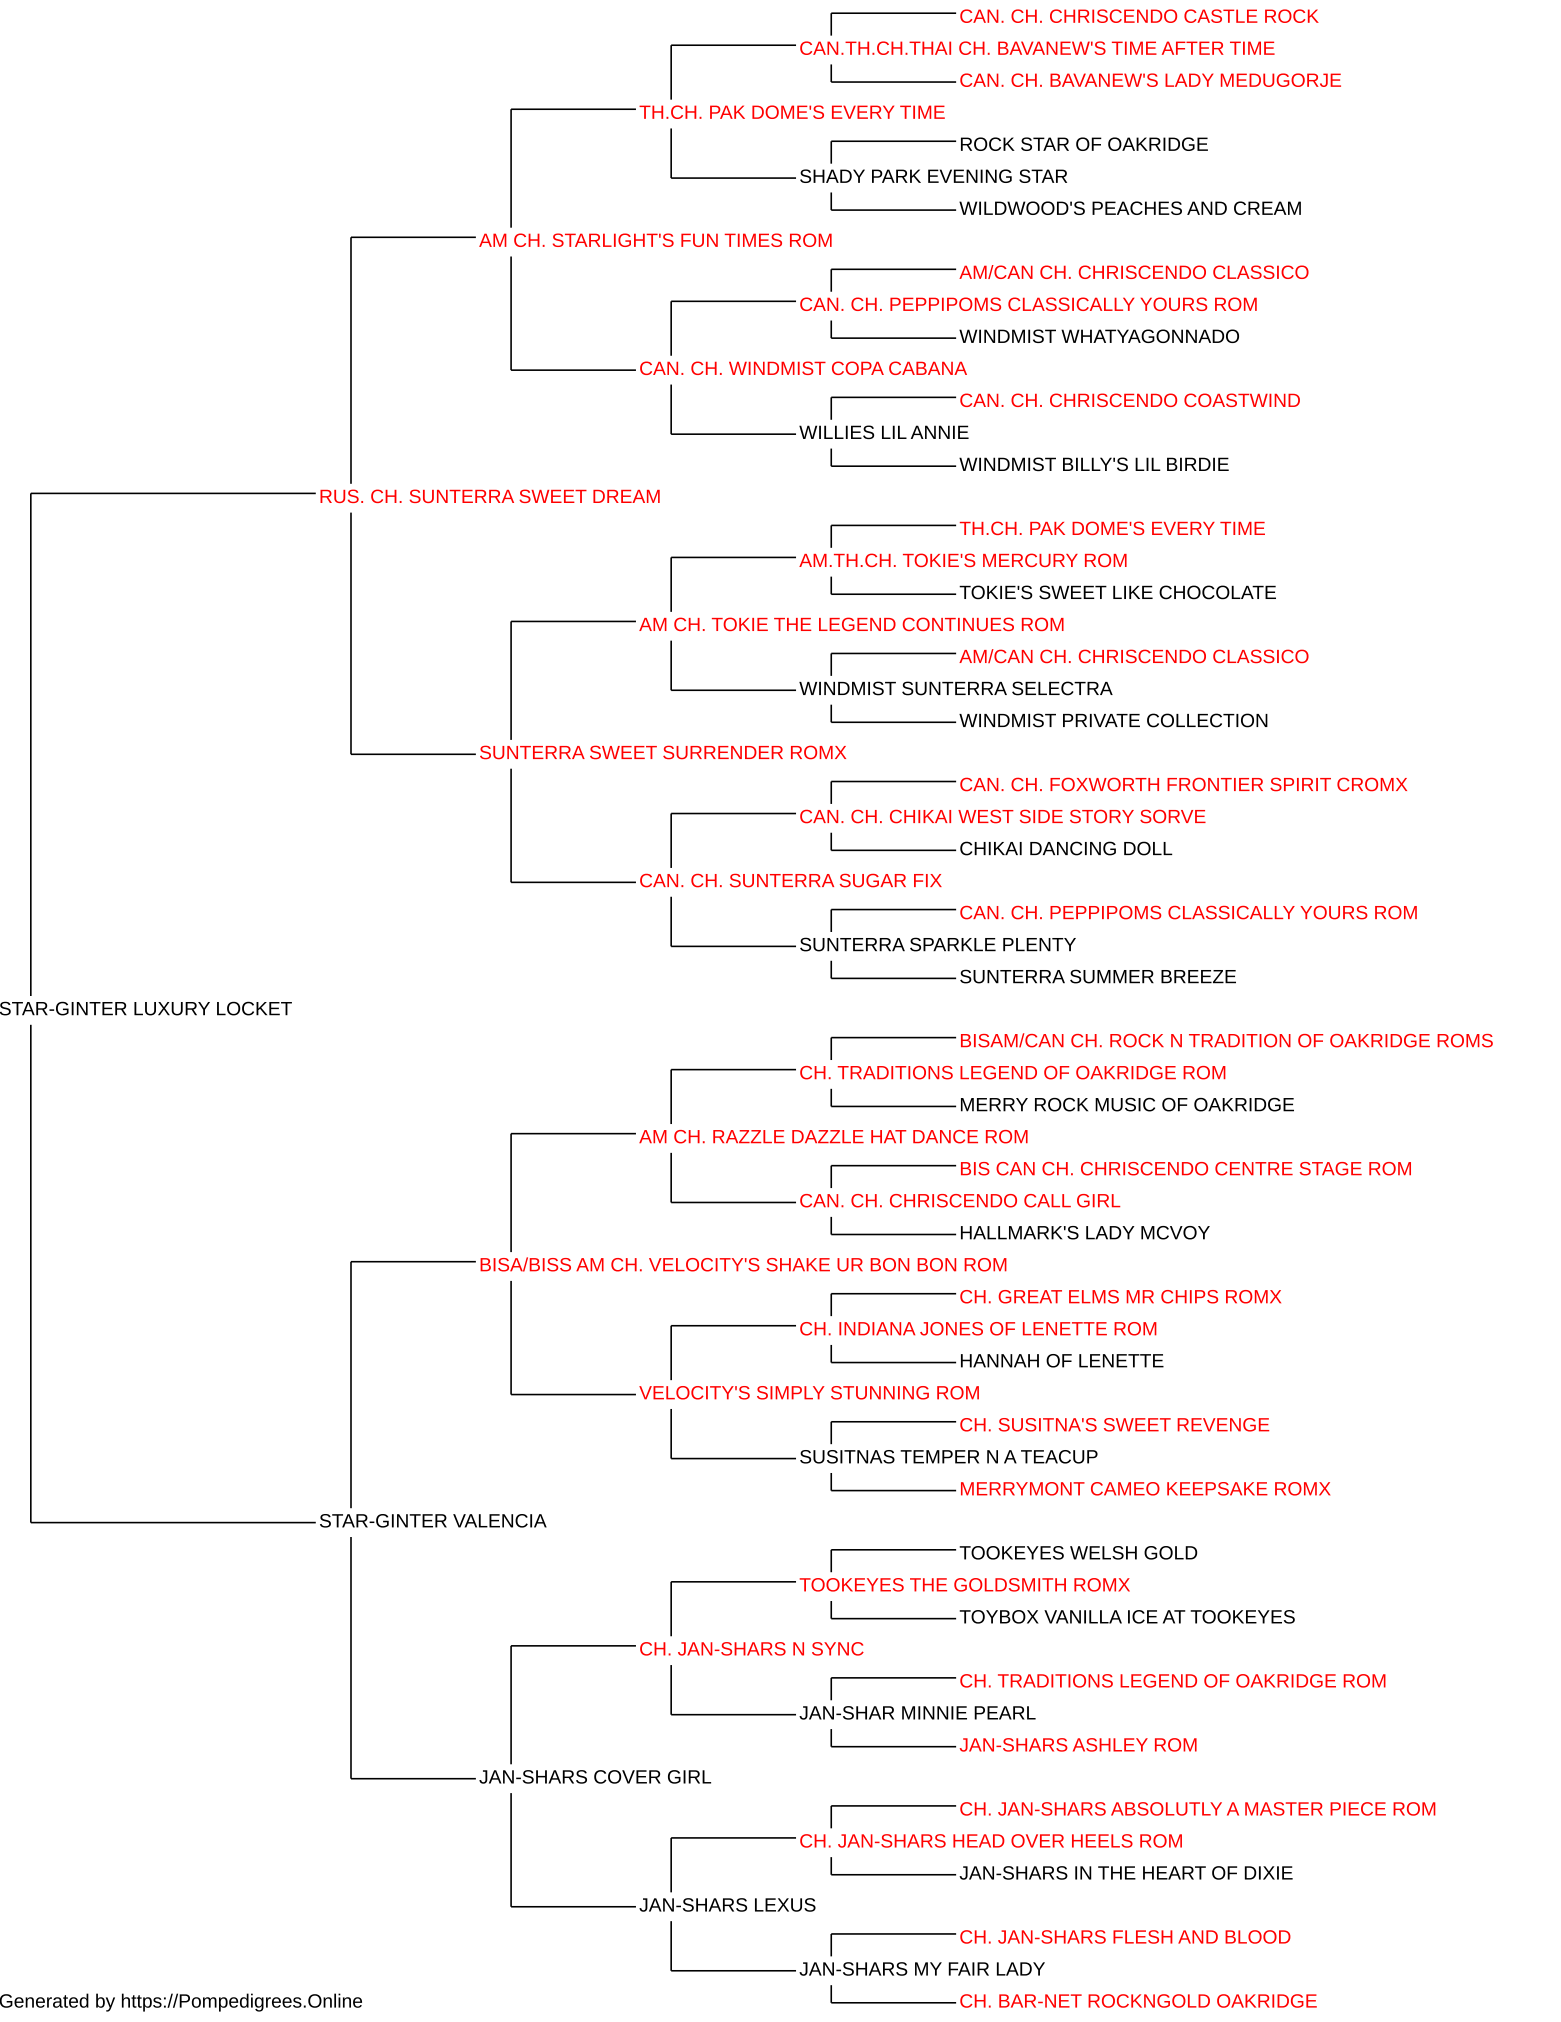 CAN. CH. CHRISCENDO CASTLE ROCK
CAN.TH.CH.THAI CH. BAVANEW'S TIME AFTER TIME
CAN. CH. BAVANEW'S LADY MEDUGORJE
TH.CH. PAK DOME'S EVERY TIME
ROCK STAR OF OAKRIDGE
SHADY PARK EVENING STAR
WILDWOOD'S PEACHES AND CREAM
AM CH. STARLIGHT'S FUN TIMES ROM
AM/CAN CH. CHRISCENDO CLASSICO
CAN. CH. PEPPIPOMS CLASSICALLY YOURS ROM
WINDMIST WHATYAGONNADO
CAN. CH. WINDMIST COPA CABANA
CAN. CH. CHRISCENDO COASTWIND
WILLIES LIL ANNIE
WINDMIST BILLY'S LIL BIRDIE
RUS. CH. SUNTERRA SWEET DREAM
TH.CH. PAK DOME'S EVERY TIME
AM.TH.CH. TOKIE'S MERCURY ROM
TOKIE'S SWEET LIKE CHOCOLATE
AM CH. TOKIE THE LEGEND CONTINUES ROM
AM/CAN CH. CHRISCENDO CLASSICO
WINDMIST SUNTERRA SELECTRA
WINDMIST PRIVATE COLLECTION
SUNTERRA SWEET SURRENDER ROMX
CAN. CH. FOXWORTH FRONTIER SPIRIT CROMX
CAN. CH. CHIKAI WEST SIDE STORY SORVE
CHIKAI DANCING DOLL
CAN. CH. SUNTERRA SUGAR FIX
CAN. CH. PEPPIPOMS CLASSICALLY YOURS ROM
SUNTERRA SPARKLE PLENTY
SUNTERRA SUMMER BREEZE
STAR-GINTER LUXURY LOCKET
BISAM/CAN CH. ROCK N TRADITION OF OAKRIDGE ROMS
CH. TRADITIONS LEGEND OF OAKRIDGE ROM
MERRY ROCK MUSIC OF OAKRIDGE
AM CH. RAZZLE DAZZLE HAT DANCE ROM
BIS CAN CH. CHRISCENDO CENTRE STAGE ROM
CAN. CH. CHRISCENDO CALL GIRL
HALLMARK'S LADY MCVOY
BISA/BISS AM CH. VELOCITY'S SHAKE UR BON BON ROM
CH. GREAT ELMS MR CHIPS ROMX
CH. INDIANA JONES OF LENETTE ROM
HANNAH OF LENETTE
VELOCITY'S SIMPLY STUNNING ROM
CH. SUSITNA'S SWEET REVENGE
SUSITNAS TEMPER N A TEACUP
MERRYMONT CAMEO KEEPSAKE ROMX
STAR-GINTER VALENCIA
TOOKEYES WELSH GOLD
TOOKEYES THE GOLDSMITH ROMX
TOYBOX VANILLA ICE AT TOOKEYES
CH. JAN-SHARS N SYNC
CH. TRADITIONS LEGEND OF OAKRIDGE ROM
JAN-SHAR MINNIE PEARL
JAN-SHARS ASHLEY ROM
JAN-SHARS COVER GIRL
CH. JAN-SHARS ABSOLUTLY A MASTER PIECE ROM
CH. JAN-SHARS HEAD OVER HEELS ROM
JAN-SHARS IN THE HEART OF DIXIE
JAN-SHARS LEXUS
CH. JAN-SHARS FLESH AND BLOOD
JAN-SHARS MY FAIR LADY
CH. BAR-NET ROCKNGOLD OAKRIDGE
Generated by https://Pompedigrees.Online